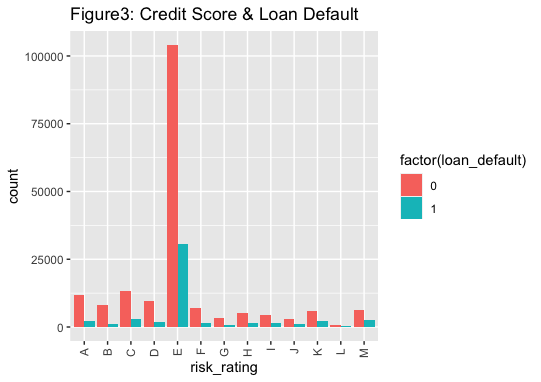 Figure3: Credit Score & Loan Default
100000
75000
50000
25000
0
count
A B C D E F G H I J K L M
risk_rating
factor(loan_default)
0
1